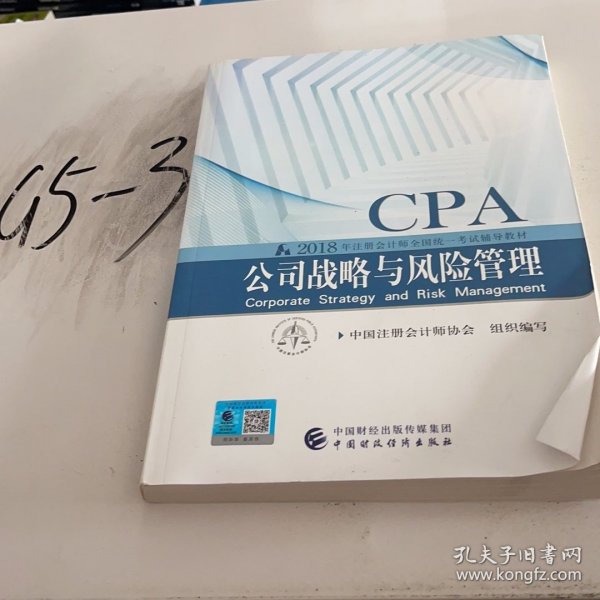 G5-3
CPA
2018年注册会计师全国统一考试辅导教材
公司战略与风险管理
Corporate Strategy and Risk Management
中国注册会计师协会 组织编写
中国财经出版传媒集团
中国财政经济出版社
孔夫子旧书网
www.kongfz.com